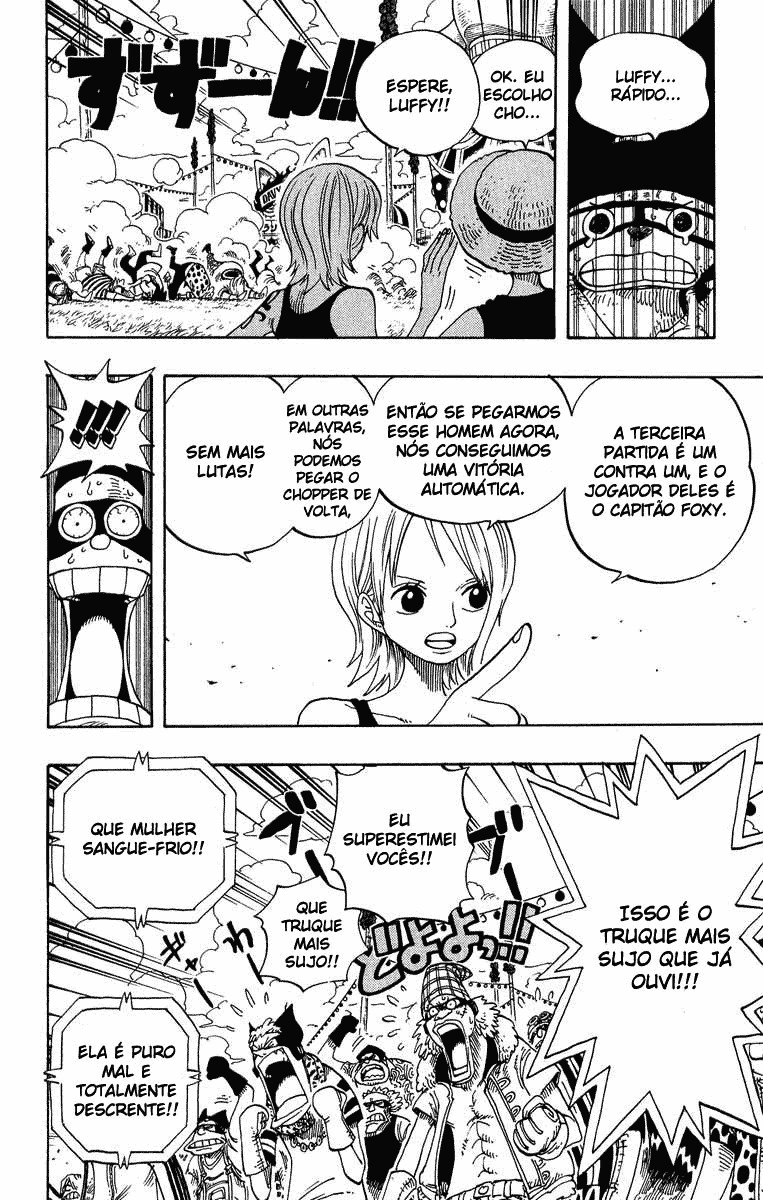 LUFFY...
RÁPIDO...
OK. EU
ESCOLHO
CHO...
ESPERE,
LUFFY!!
ずずーん!!
A TERCEIRA
PARTIDA É UM
CONTRA UM, E O
JOGADOR DELES É
O CAPITÃO FOXY.
ENTÃO SE PEGARMOS
ESSE HOMEM AGORA,
NÓS CONSEGUIMOS
UMA VITÓRIA
AUTOMÁTICA.
EM OUTRAS
PALAVRAS,
NÓS
PODEMOS
PEGAR O
CHOPPER DE
VOLTA,
SEM MAIS
LUTAS!
!!!!
ISSO É O
TRUQUE MAIS
SUJO QUE JÁ
OUVI!!!
EU
SUPERESTIMEI
VOCÊS!!
QUE
TRUQUE
MAIS
SUJO!!
どよよっ!!
QUE MULHER
SANGUE-FRIO!!
ELA É PURO
MAL E
TOTALMENTE
DESCRENTE!!